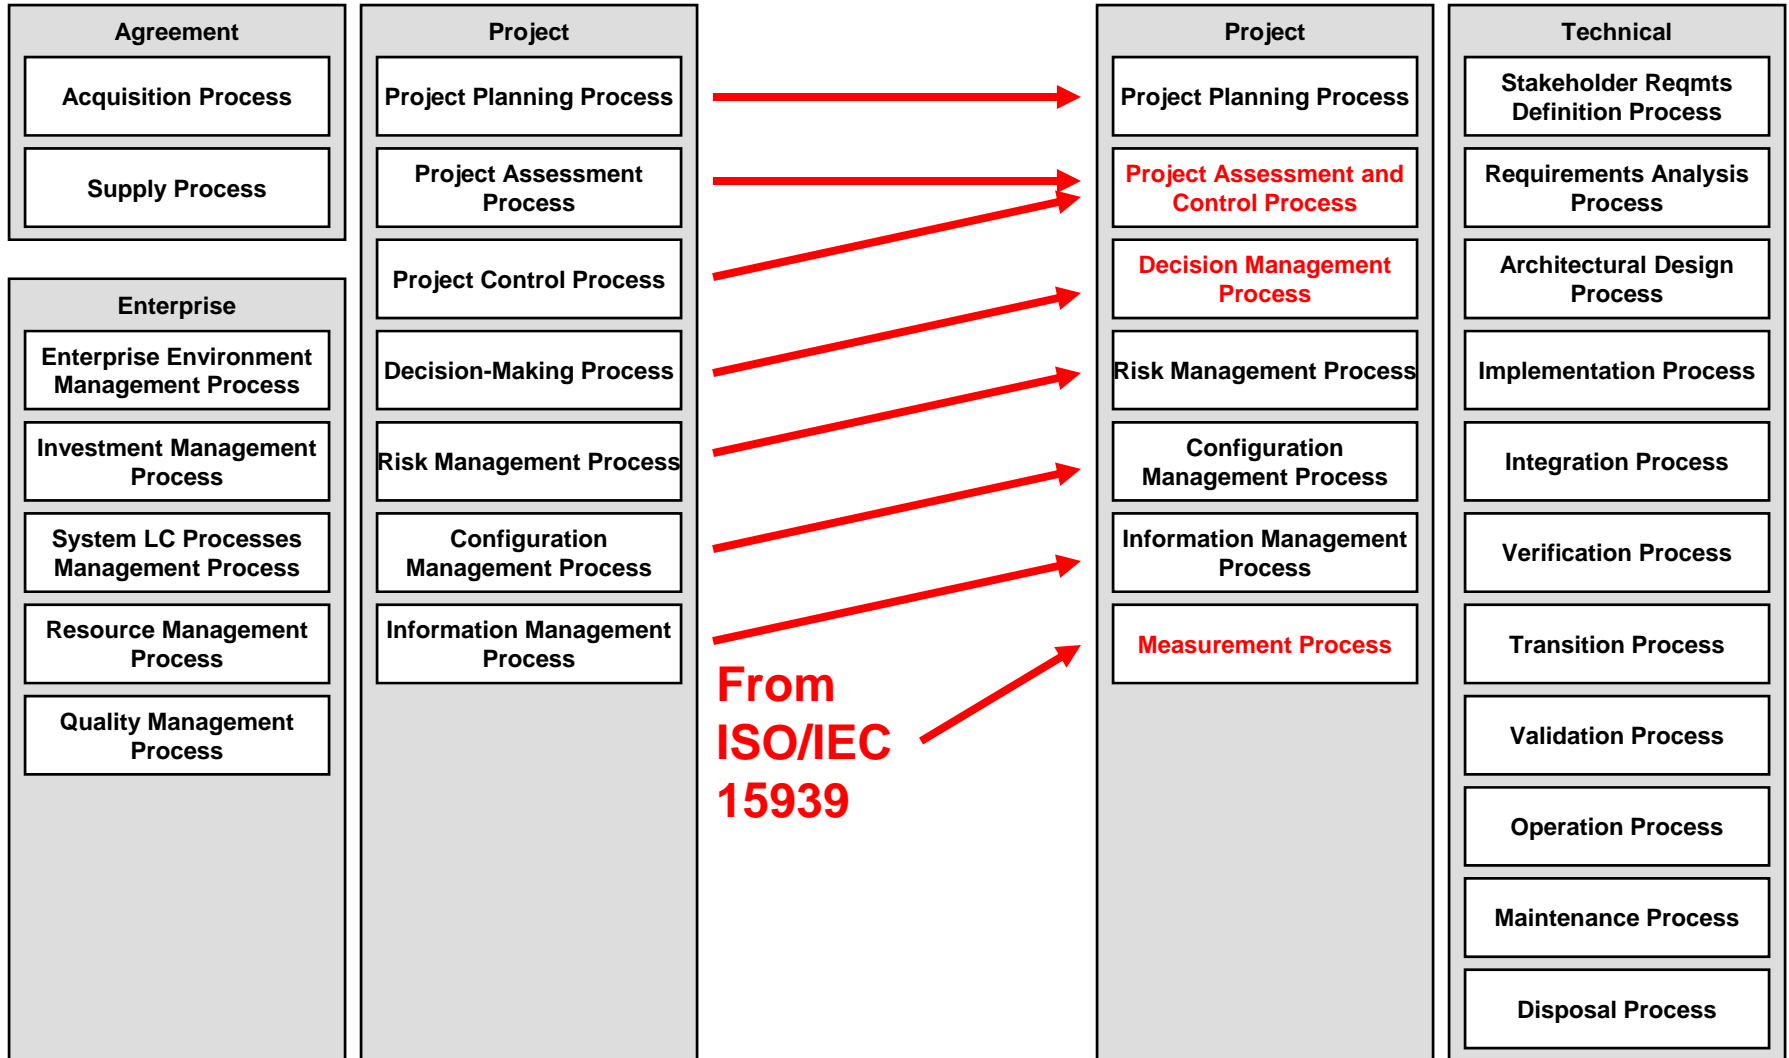 Agreement
Acquisition Process
Supply Process
Enterprise
Enterprise Environment
Management Process
Investment Management
Process
System LC Processes
Management Process
Resource Management
Process
Quality Management
Process
Project
Project Planning Process
Project Assessment
Process
Project Control Process
Decision-Making Process
Risk Management Process
Configuration
Management Process
Information Management
Process
From
ISO/IEC
15939
Project
Project Planning Process
Project Assessment and
Control Process
Decision Management
Process
Risk Management Process
Configuration
Management Process
Information Management
Process
Measurement Process
Technical
Stakeholder Reqmts
Definition Process
Requirements Analysis
Process
Architectural Design
Process
Implementation Process
Integration Process
Verification Process
Transition Process
Validation Process
Operation Process
Maintenance Process
Disposal Process